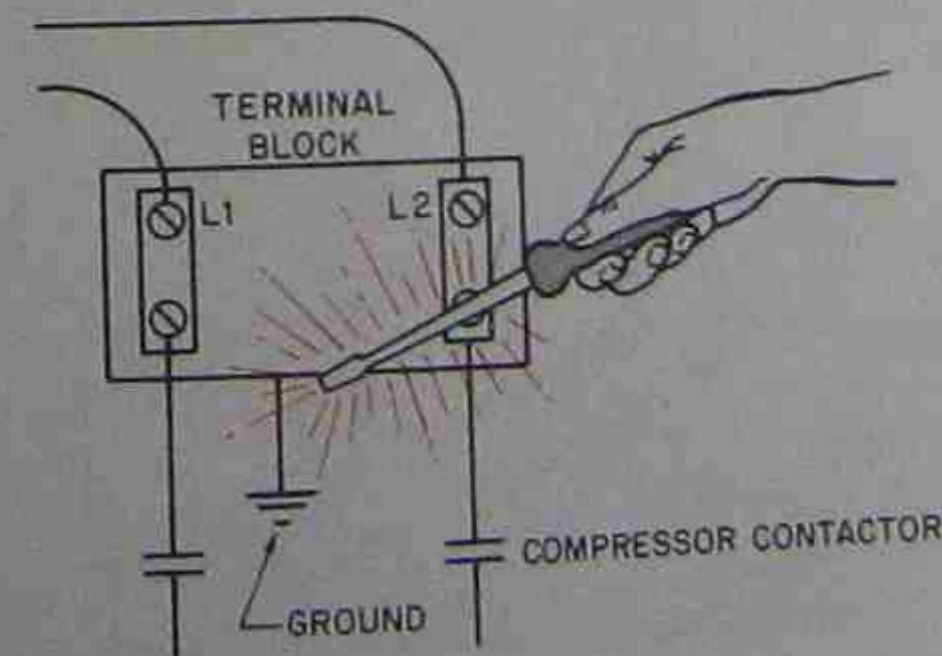 TERMINAL
BLOCK
L1
L2
COMPRESSOR CONTACTOR
GROUND